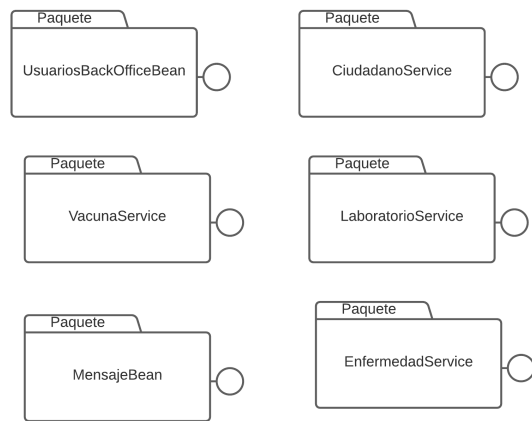 Paquete
UsuariosBackOfficeBean
Paquete
CiudadanoService
Paquete
VacunaService
Paquete
LaboratorioService
Paquete
MensajeBean
Paquete
EnfermedadService